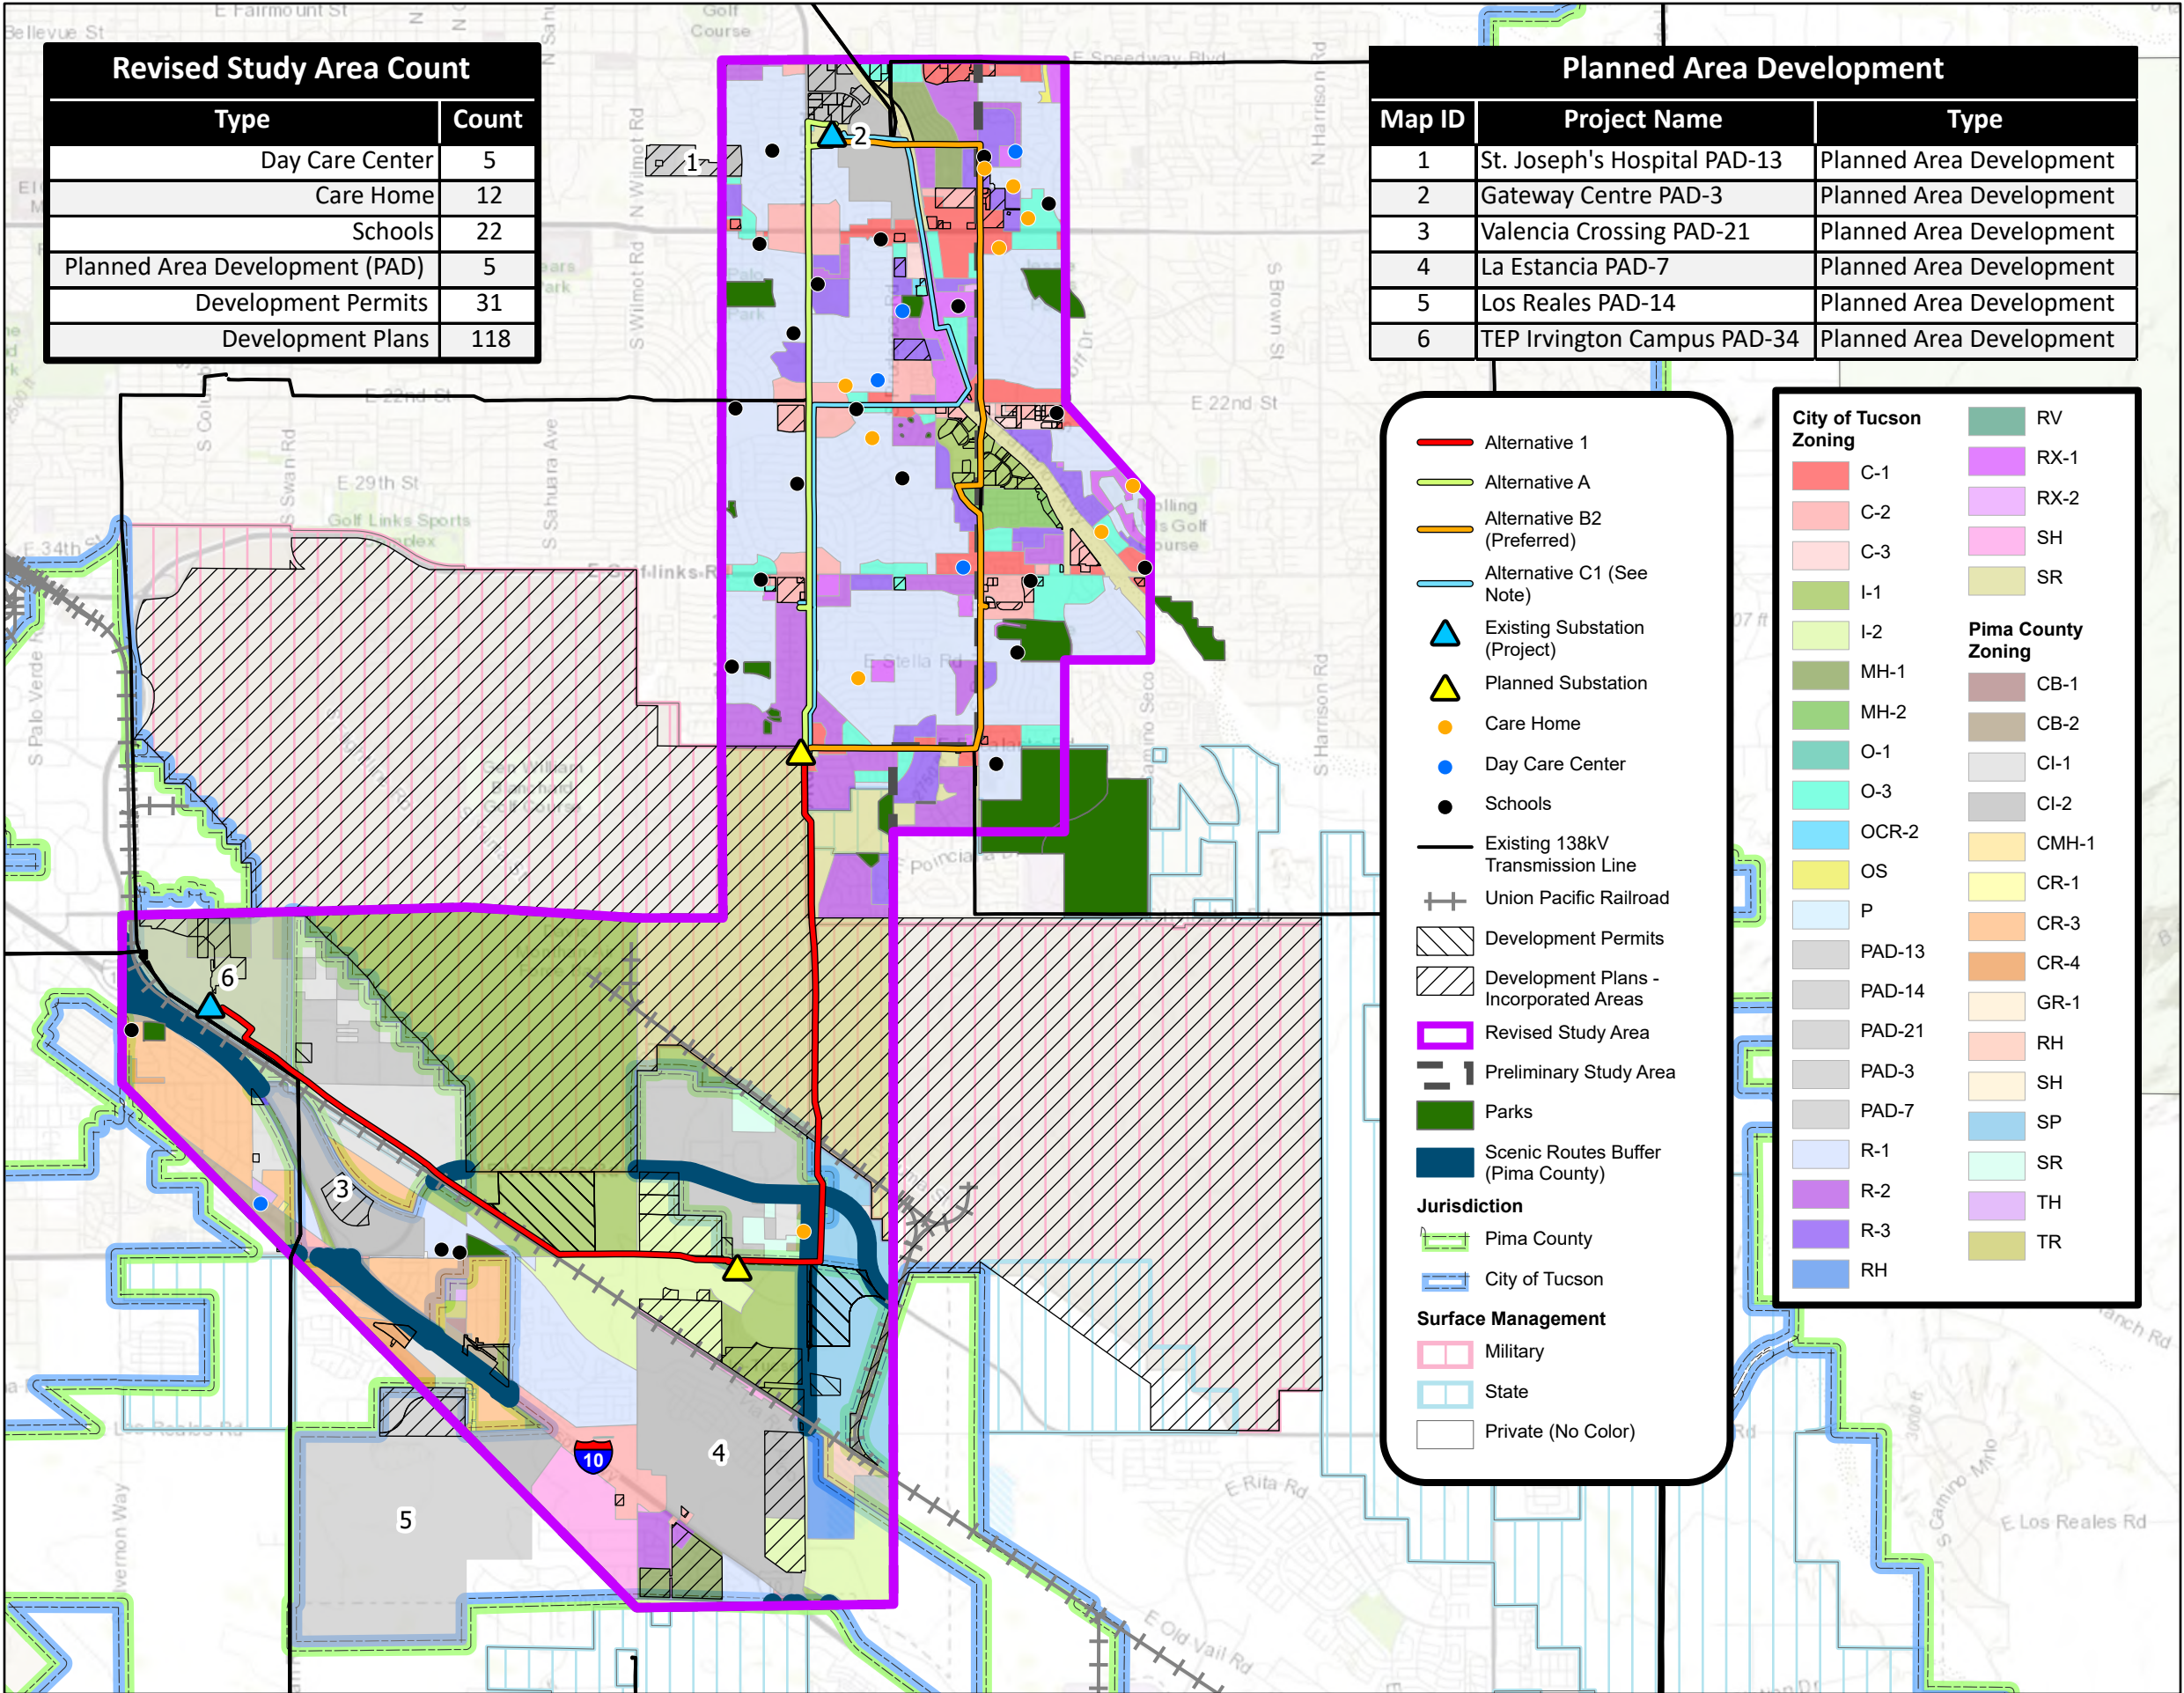 E Fairmount St
Bellevue St
Golf
Course
E Speedway Blvd
Revised Study Area Count
Type Count
Day Care Center 5
Care Home 12
Schools 22
Planned Area Development (PAD) 5
Development Permits 31
Development Plans 118
Planned Area Development
Map ID Project Name Type
1 St. Joseph's Hospital PAD-13 Planned Area Development
2 Gateway Centre PAD-3 Planned Area Development
3 Valencia Crossing PAD-21 Planned Area Development
4 La Estancia PAD-7 Planned Area Development
5 Los Reales PAD-14 Planned Area Development
6 TEP Irvington Campus PAD-34 Planned Area Development
N Wilmot Rd
S Wilmot Rd
N Harrison Rd
S Brown St
1
2
E 22nd St
E 22nd St
S Swan Rd
S Sahuara Ave
E 29th St
Golf Links Sports
E 34th St
S Palo Verde
E Stella Rd
S Harrison Rd
Gen William
Blanchard
Golf Course
6
3
4
5
10
Los Reales Rd
E Rita Rd
E Old Vail Rd
E Los Reales Rd
S Camino Mnlo
3000 ft
Alternative 1
Alternative A
Alternative B2
(Preferred)
Alternative C1 (See
Note)
Existing Substation
(Project)
Planned Substation
Care Home
Day Care Center
Schools
Existing 138kV
Transmission Line
Union Pacific Railroad
Development Permits
Development Plans -
Incorporated Areas
Revised Study Area
Preliminary Study Area
Parks
Scenic Routes Buffer
(Pima County)
Jurisdiction
Pima County
City of Tucson
Surface Management
Military
State
Private (No Color)
City of Tucson
Zoning
C-1
C-2
C-3
I-1
I-2
MH-1
MH-2
O-1
O-3
OCR-2
OS
P
PAD-13
PAD-14
PAD-21
PAD-3
PAD-7
R-1
R-2
R-3
RH
RV
RX-1
RX-2
SH
SR
Pima County
Zoning
CB-1
CB-2
CI-1
CI-2
CMH-1
CR-1
CR-3
CR-4
GR-1
RH
SH
SP
SR
TH
TR